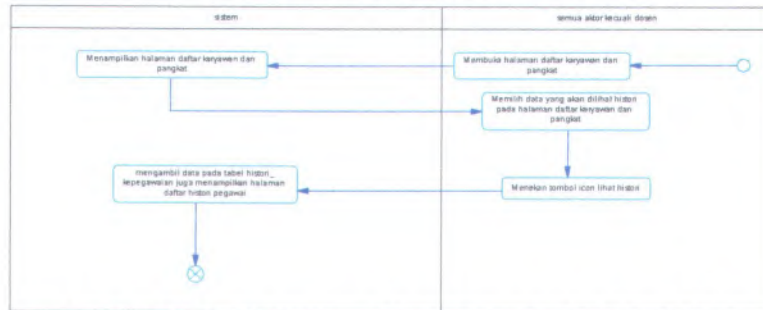 sistem
semua aktor kecuali dosen
Menampilkan halaman daftar karyawan dan
pangkat
Membuka halaman daftar karyawan dan
pangkat
Memilih data yang akan dilihat histori
pada halaman daftar karyawan dan
pangkat
mengambil data pada tabel histori_
kepegawaian juga menampilkan halaman
daftar histori pegawai
Menekan tombol icon lihat histori